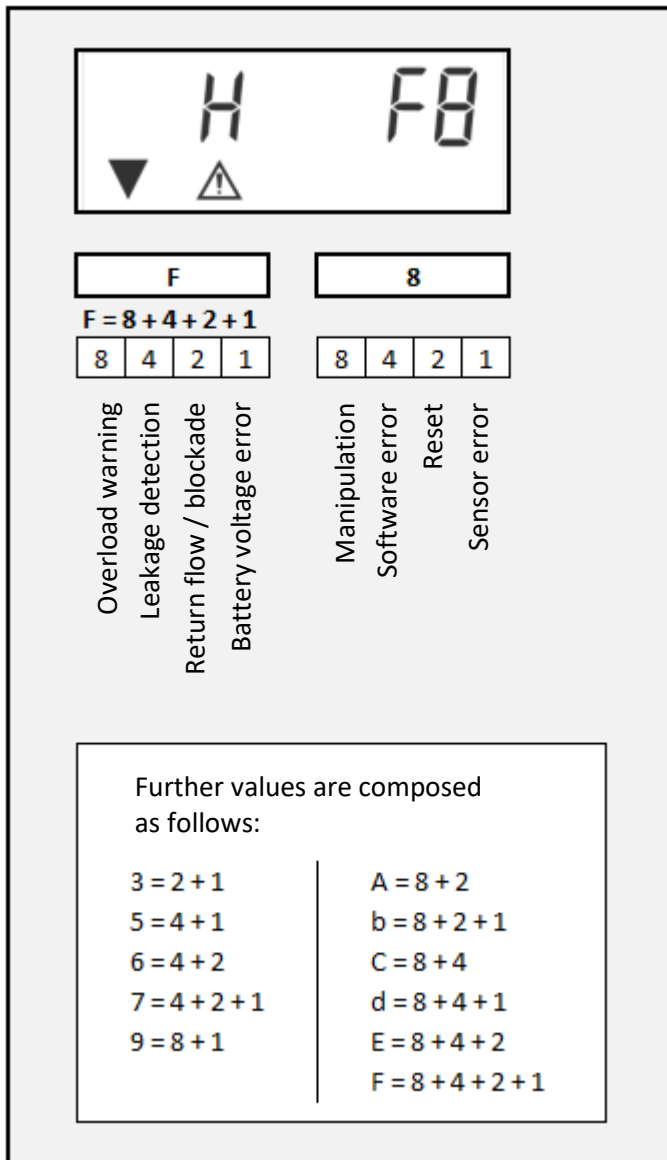 H F8
F 8
F = 8 + 4 + 2 + 1
8 4 2 1 8 4 2 1
Overload warning
Leakage detection
Return flow / blockade
Battery voltage error
Manipulation
Software error
Reset
Sensor error
Further values are composed
as follows:
3 = 2 + 1
5 = 4 + 1
6 = 4 + 2
7 = 4 + 2 + 1
9 = 8 + 1
A = 8 + 2
b = 8 + 2 + 1
C = 8 + 4
d = 8 + 4 + 1
E = 8 + 4 + 2
F = 8 + 4 + 2 + 1